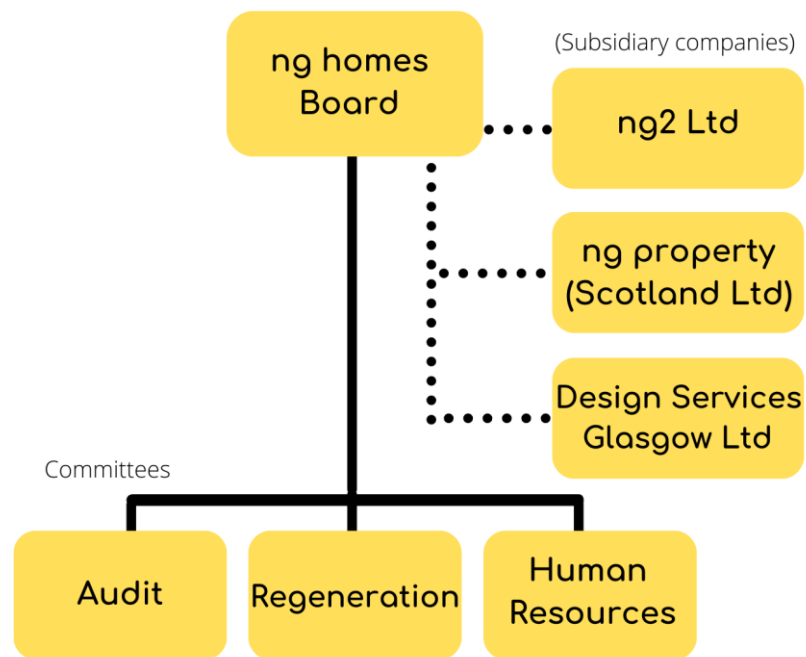 ng homes
Board
(Subsidiary companies)
ng2 Ltd
ng property
(Scotland Ltd)
Design Services
Glasgow Ltd
Committees
Audit
Regeneration
Human
Resources